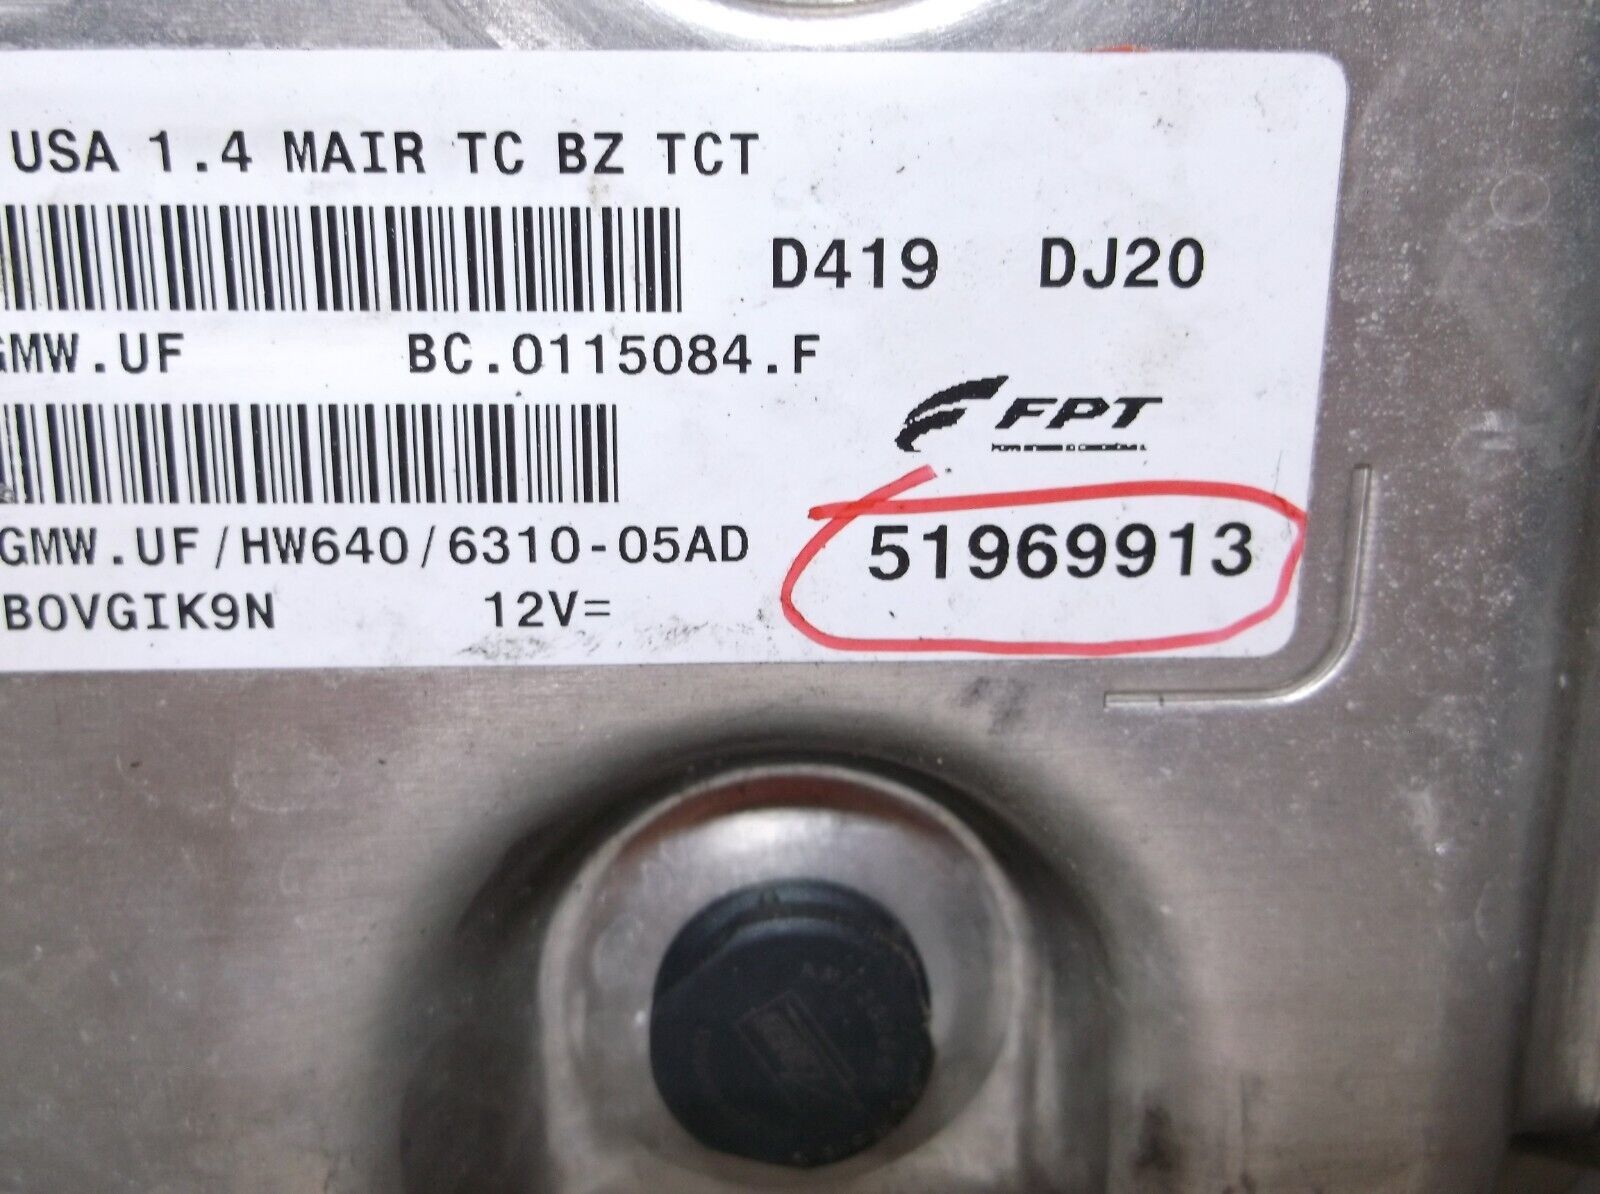 USA 1.4 MAIR TC BZ TCT
D419 DJ20
GMW.UF BC.0115084.F
FPT
GMW.UF/HW640/6310-05AD
51969913
BOVGIK9N 12V=